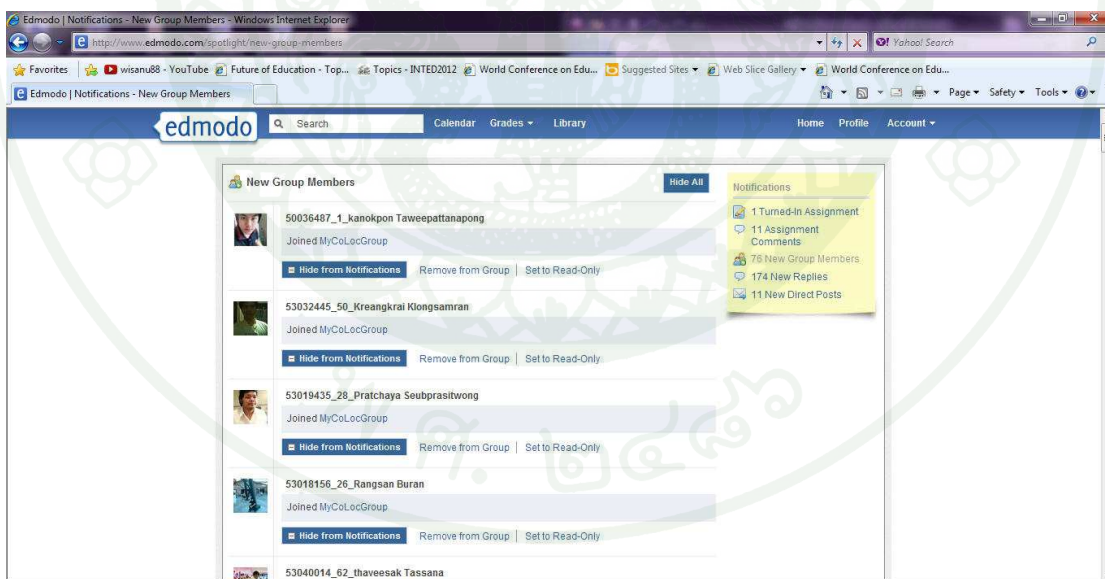 Edmodo | Notifications - New Group Members - Windows Internet Explorer
http://www.edmodo.com/spotlight/new-group-members
Yahoo! Search
Favorites wisanu88 - YouTube Future of Education - Top... Topics - INTED2012 World Conference on Edu... Suggested Sites Web Slice Gallery World Conference on Edu...
Edmodo | Notifications - New Group Members
Page Safety Tools
edmodo Search Calendar Grades Library Home Profile Account
New Group Members
Hide All
50036487_1_kanokpon Taweepattanapong
Joined MyCoLocGroup
Hide from Notifications Remove from Group | Set to Read-Only
53032445_50_Kreangkrai Klongsamran
Joined MyCoLocGroup
Hide from Notifications Remove from Group | Set to Read-Only
53019435_28_Pratchaya Seubprasitwong
Joined MyCoLocGroup
Hide from Notifications Remove from Group | Set to Read-Only
53018156_26_Rangsan Buran
Joined MyCoLocGroup
Hide from Notifications Remove from Group | Set to Read-Only
53040014_62_thaveesak Tassana
Notifications
1 Turned-In Assignment
11 Assignment
Comments
76 New Group Members
174 New Replies
11 New Direct Posts